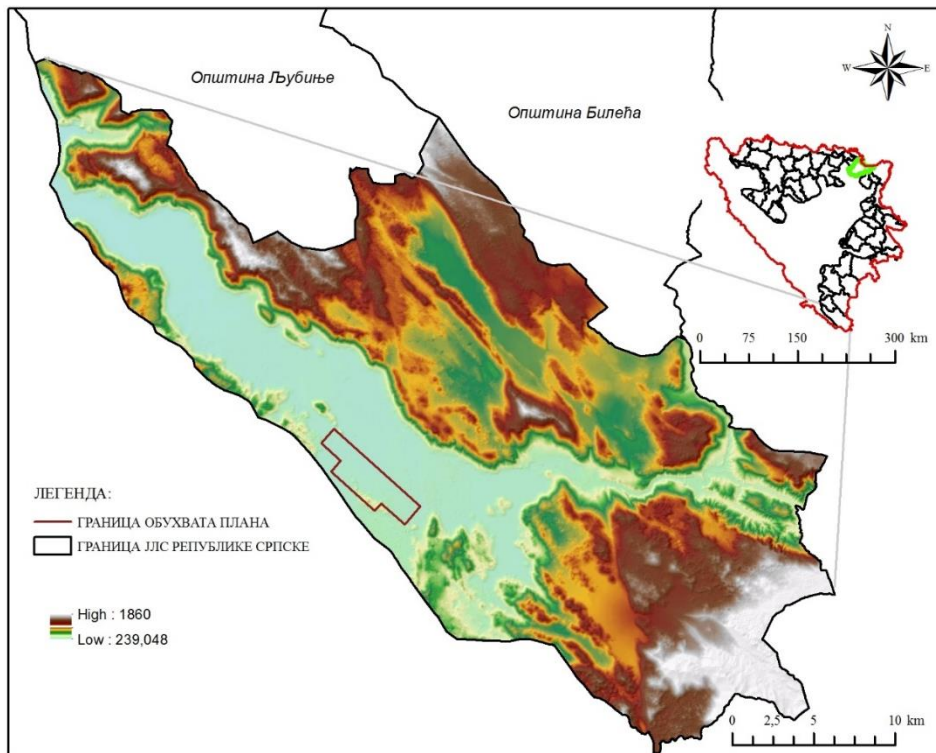 Општина Љубиње
Општина Билећа
N
W
E
S
0 75 150 300 km
ЛЕГЕНДА:
ГРАНИЦА ОБУХВАТА ПЛАНА
ГРАНИЦА ЈЛС РЕПУБЛИКЕ СРПСКЕ
High : 1860
Low : 239,048
0 2,5 5 10 km